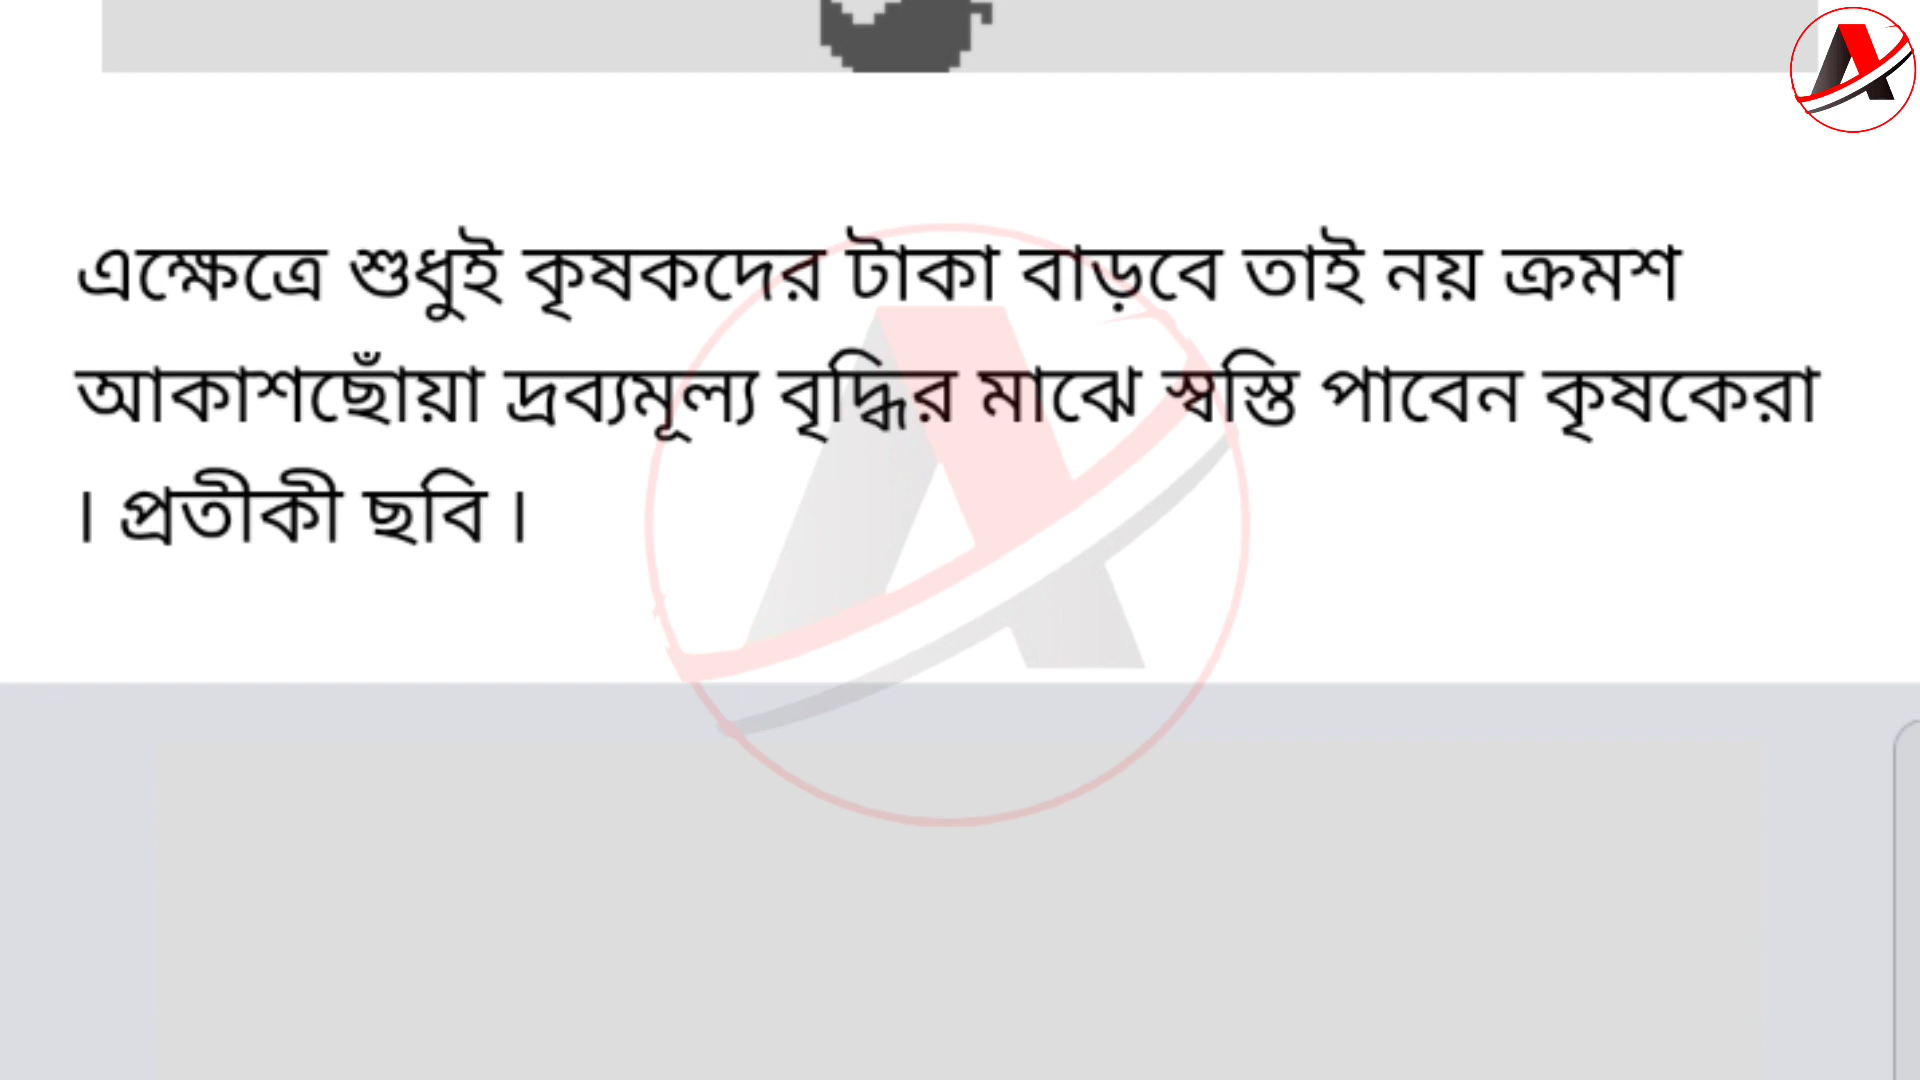 এক্ষেত্রে শুধুই কৃষকদের টাকা বাড়বে তাই নয় ক্রমশ
আকাশছোঁয়া দ্রব্যমূল্য বৃদ্ধির মাঝে স্বস্তি পাবেন কৃষকেরা
। প্রতীকী ছবি ।